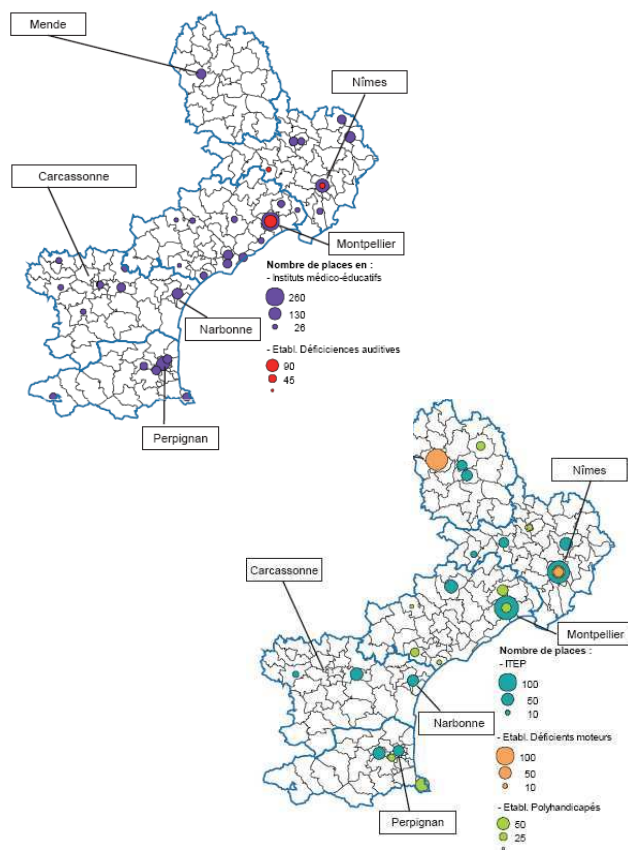 Mende
Nîmes
Carcassonne
Montpellier
Nombre de places en :
- Instituts médico-éducatifs
260
130
26
Narbonne
- Etabl. Déficiciences auditives
90
45
Perpignan
Nîmes
Carcassonne
Montpellier
Nombre de places :
- ITEP
100
50
10
Narbonne
- Etabl. Déficients moteurs
100
50
10
- Etabl. Polyhandicapés
50
25
Perpignan